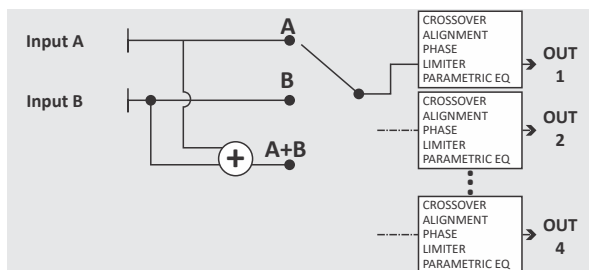 Input A
A
Input B
B
+
A+B
CROSSOVER
ALIGNMENT
PHASE
LIMITER
PARAMETRIC EQ
OUT
1
CROSSOVER
ALIGNMENT
PHASE
LIMITER
PARAMETRIC EQ
OUT
2
CROSSOVER
ALIGNMENT
PHASE
LIMITER
PARAMETRIC EQ
OUT
4